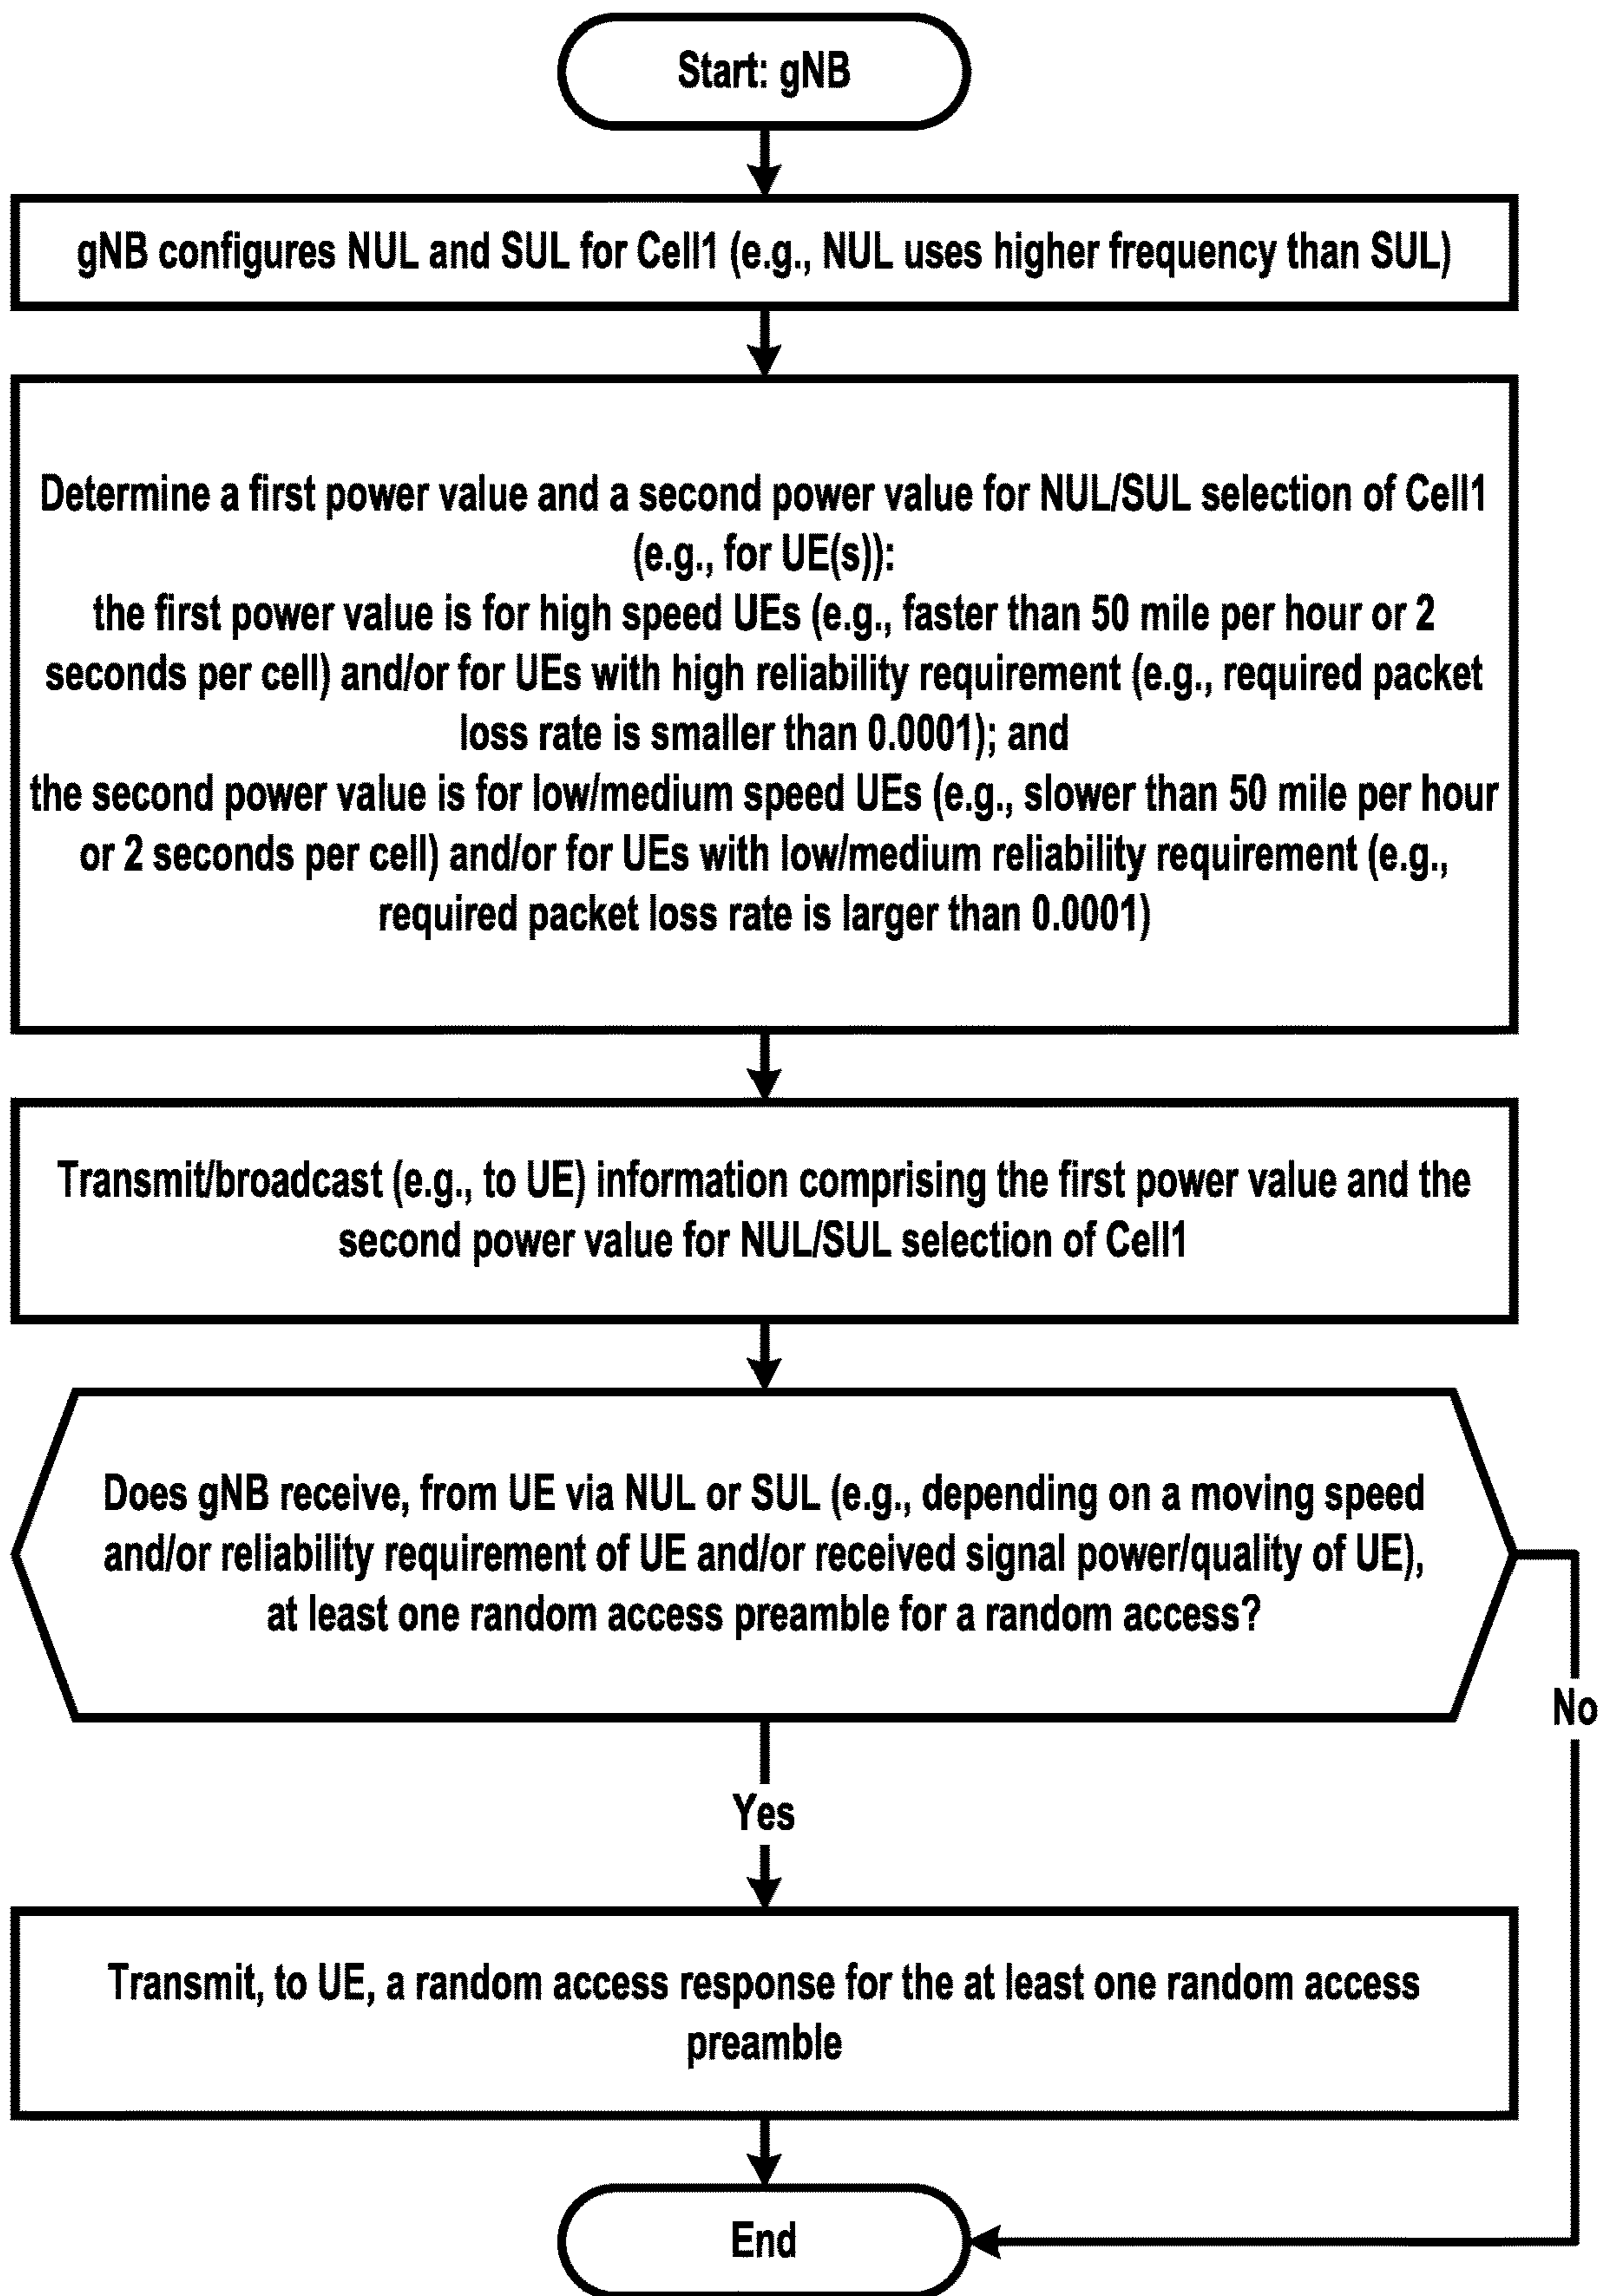 Start: gNB
gNB configures NUL and SUL for Cell1 (e.g., NUL uses higher frequency than SUL)
Determine a first power value and a second power value for NUL/SUL selection of Cell1
(e.g., for UE(s)):
the first power value is for high speed UEs (e.g., faster than 50 mile per hour or 2
seconds per cell) and/or for UEs with high reliability requirement (e.g., required packet
loss rate is smaller than 0.0001); and
the second power value is for low/medium speed UEs (e.g., slower than 50 mile per hour
or 2 seconds per cell) and/or for UEs with low/medium reliability requirement (e.g.,
required packet loss rate is larger than 0.0001)
Transmit/broadcast (e.g., to UE) information comprising the first power value and the
second power value for NUL/SUL selection of Cell1
Does gNB receive, from UE via NUL or SUL (e.g., depending on a moving speed
and/or reliability requirement of UE and/or received signal power/quality of UE),
at least one random access preamble for a random access?
No
Yes
Transmit, to UE, a random access response for the at least one random access
preamble
End